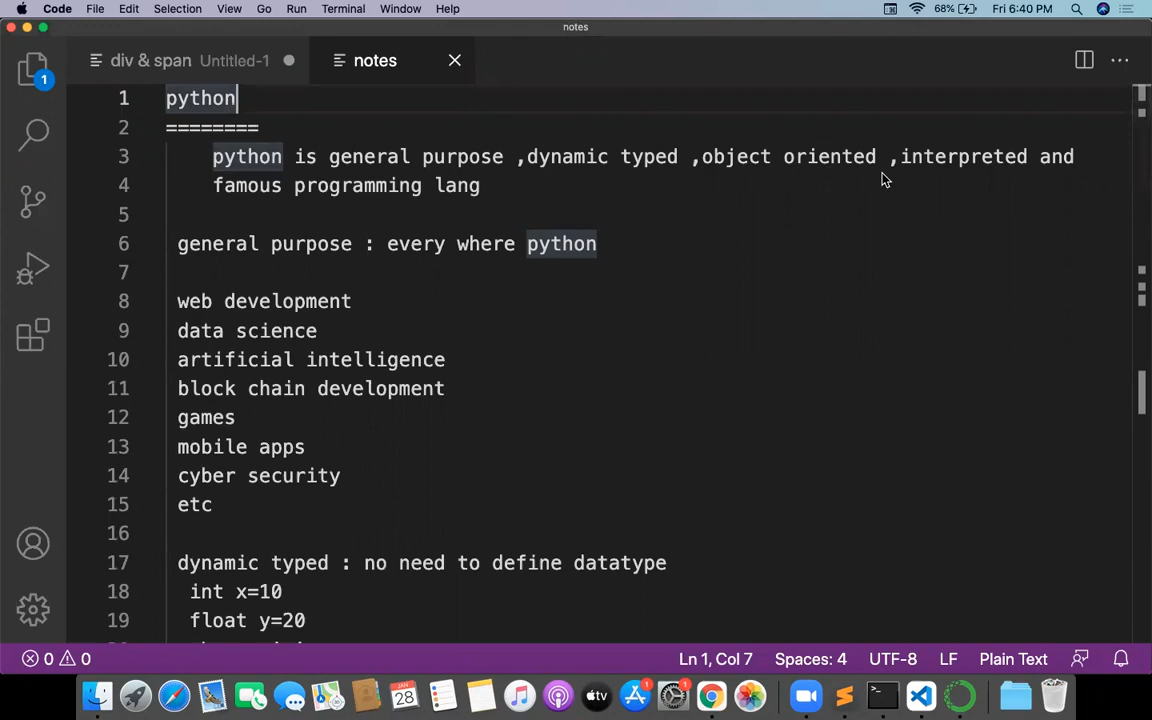 Code File Edit Selection View Go Run Terminal Window Help 68% Fri 6:40 PM
notes
div & span Untitled-1 notes
1
1 python
2 ========
3 python is general purpose ,dynamic typed ,object oriented ,interpreted and
4 famous programming lang
5
6 general purpose : every where python
7
8 web development
9 data science
10 artificial intelligence
11 block chain development
12 games
13 mobile apps
14 cyber security
15 etc
16
17 dynamic typed : no need to define datatype
18 int x=10
19 float y=20
0 0 Ln 1, Col 7 Spaces: 4 UTF-8 LF Plain Text
JAN
28
tv
1
1